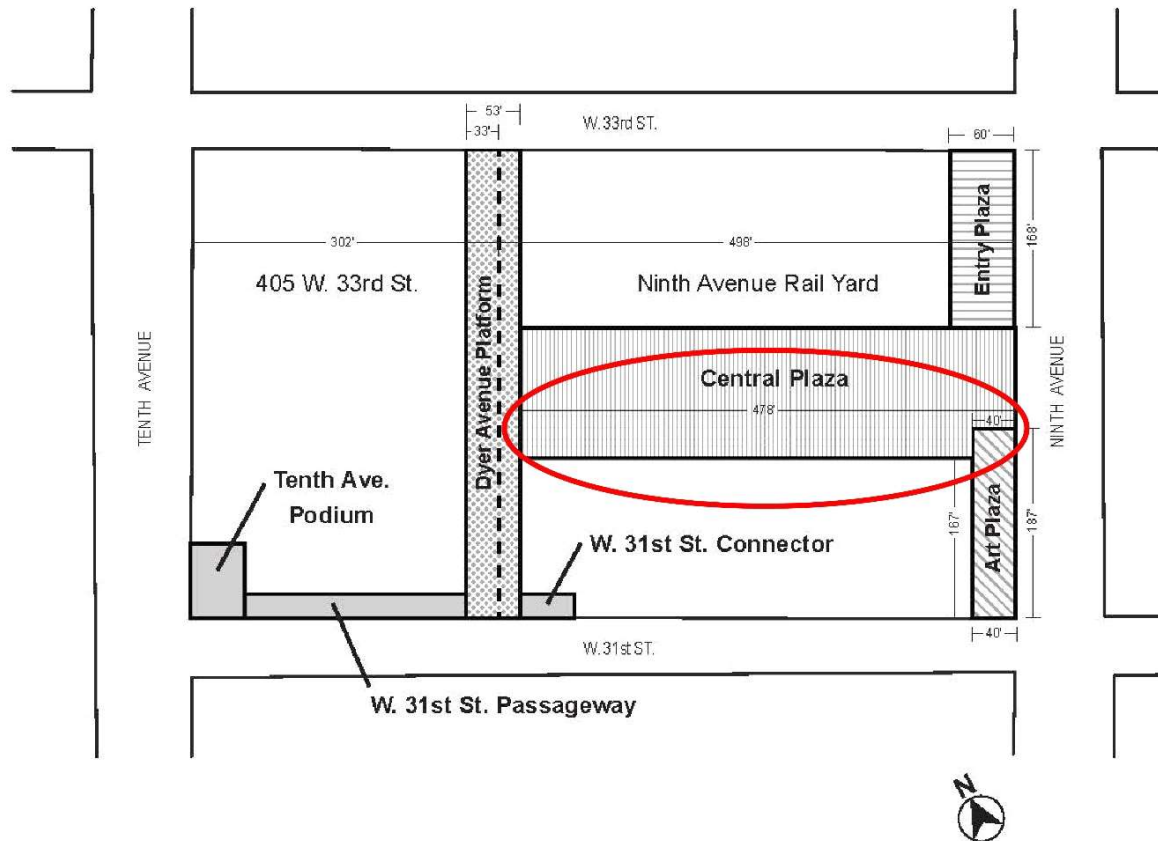 53'
33'
W. 33rd ST.
60'
302'
498'
168'
405 W. 33rd St.
Ninth Avenue Rail Yard
Entry Plaza
Dyer Avenue Platform
TENTH AVENUE
NINTH AVENUE
Central Plaza
478'
40'
Tenth Ave.
Podium
W. 31st St. Connector
167'
Art Plaza
187'
40'
W. 31st ST.
W. 31st St. Passageway
N